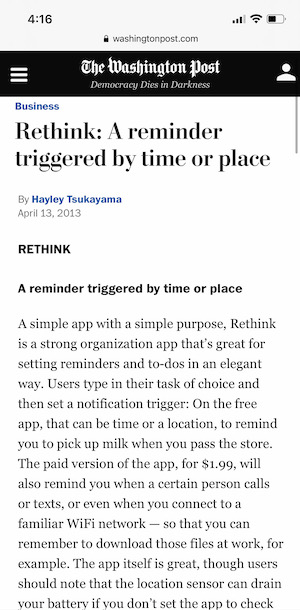 4:16
washingtonpost.com
The Washington Post
Democracy Dies in Darkness
Business
Rethink: A reminder
triggered by time or place
By Hayley Tsukayama
April 13, 2013
RETHINK
A reminder triggered by time or place
A simple app with a simple purpose, Rethink
is a strong organization app that's great for
setting reminders and to-dos in an elegant
way. Users type in their task of choice and
then set a notification trigger: On the free
app, that can be time or a location, to remind
you to pick up milk when you pass the store.
The paid version of the app, for $1.99, will
also remind you when a certain person calls
or texts, or even when you connect to a
familiar WiFi network — so that you can
remember to download those files at work, for
example. The app itself is great, though users
should note that the location sensor can drain
your battery if you don't set the app to check